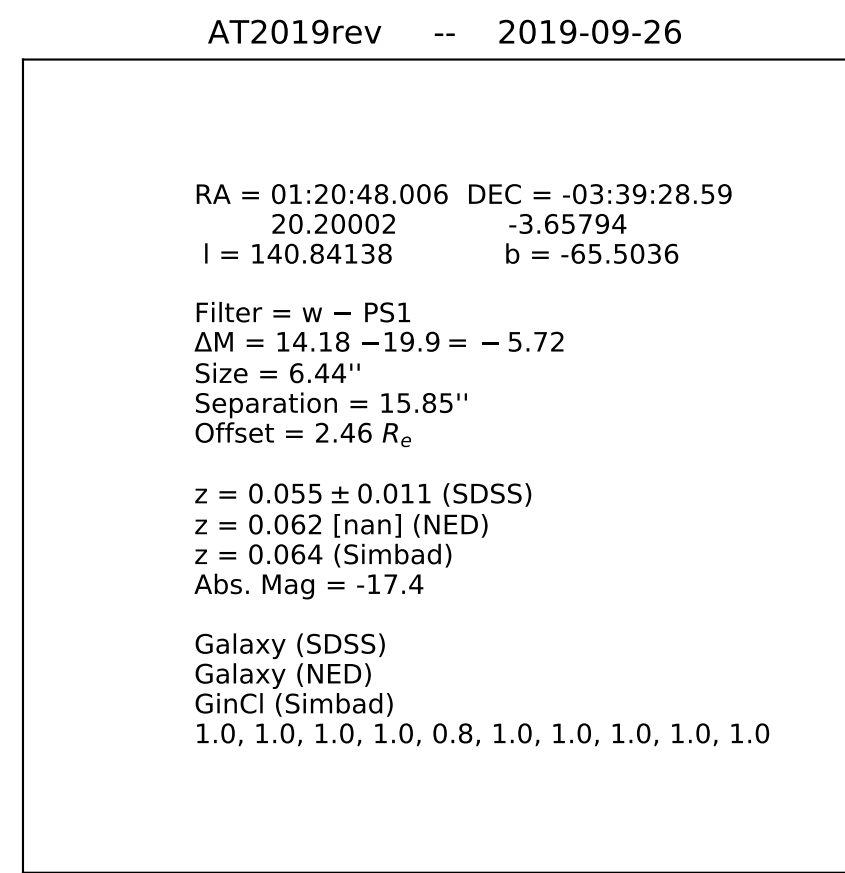 AT2019rev -- 2019-09-26
RA = 01:20:48.006 DEC = -03:39:28.59
20.20002 -3.65794
l = 140.84138 b = -65.5036
Filter = w − PS1
ΔM = 14.18 −19.9 = − 5.72
Size = 6.44''
Separation = 15.85''
Offset = 2.46 Rₑ
z = 0.055 ± 0.011 (SDSS)
z = 0.062 [nan] (NED)
z = 0.064 (Simbad)
Abs. Mag = -17.4
Galaxy (SDSS)
Galaxy (NED)
GinCl (Simbad)
1.0, 1.0, 1.0, 1.0, 0.8, 1.0, 1.0, 1.0, 1.0, 1.0